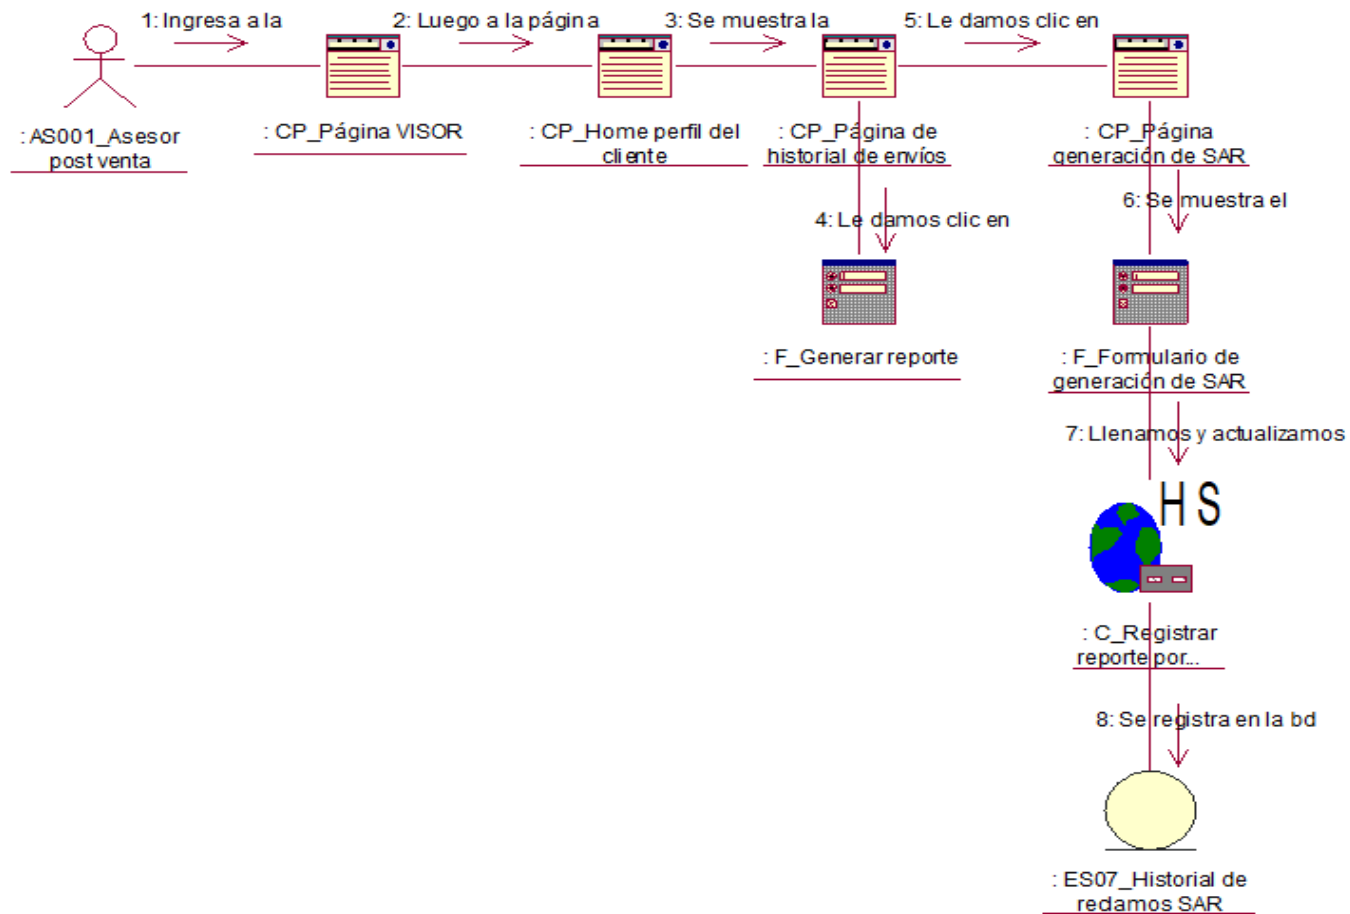 1: Ingresa a la
2: Luego a la página
3: Se muestra la
5: Le damos clic en
: AS001_Asesor
post venta
: CP_Página VISOR
: CP_Home perfil del
cliente
: CP_Página de
historial de envíos
: CP_Página
generación de SAR
4: Le damos clic en
6: Se muestra el
: F_Generar reporte
: F_Formulario de
generación de SAR
7: Llenamos y actualizamos
H S
: C_Registrar
reporte por...
8: Se registra en la bd
: ES07_Historial de
reclamos SAR